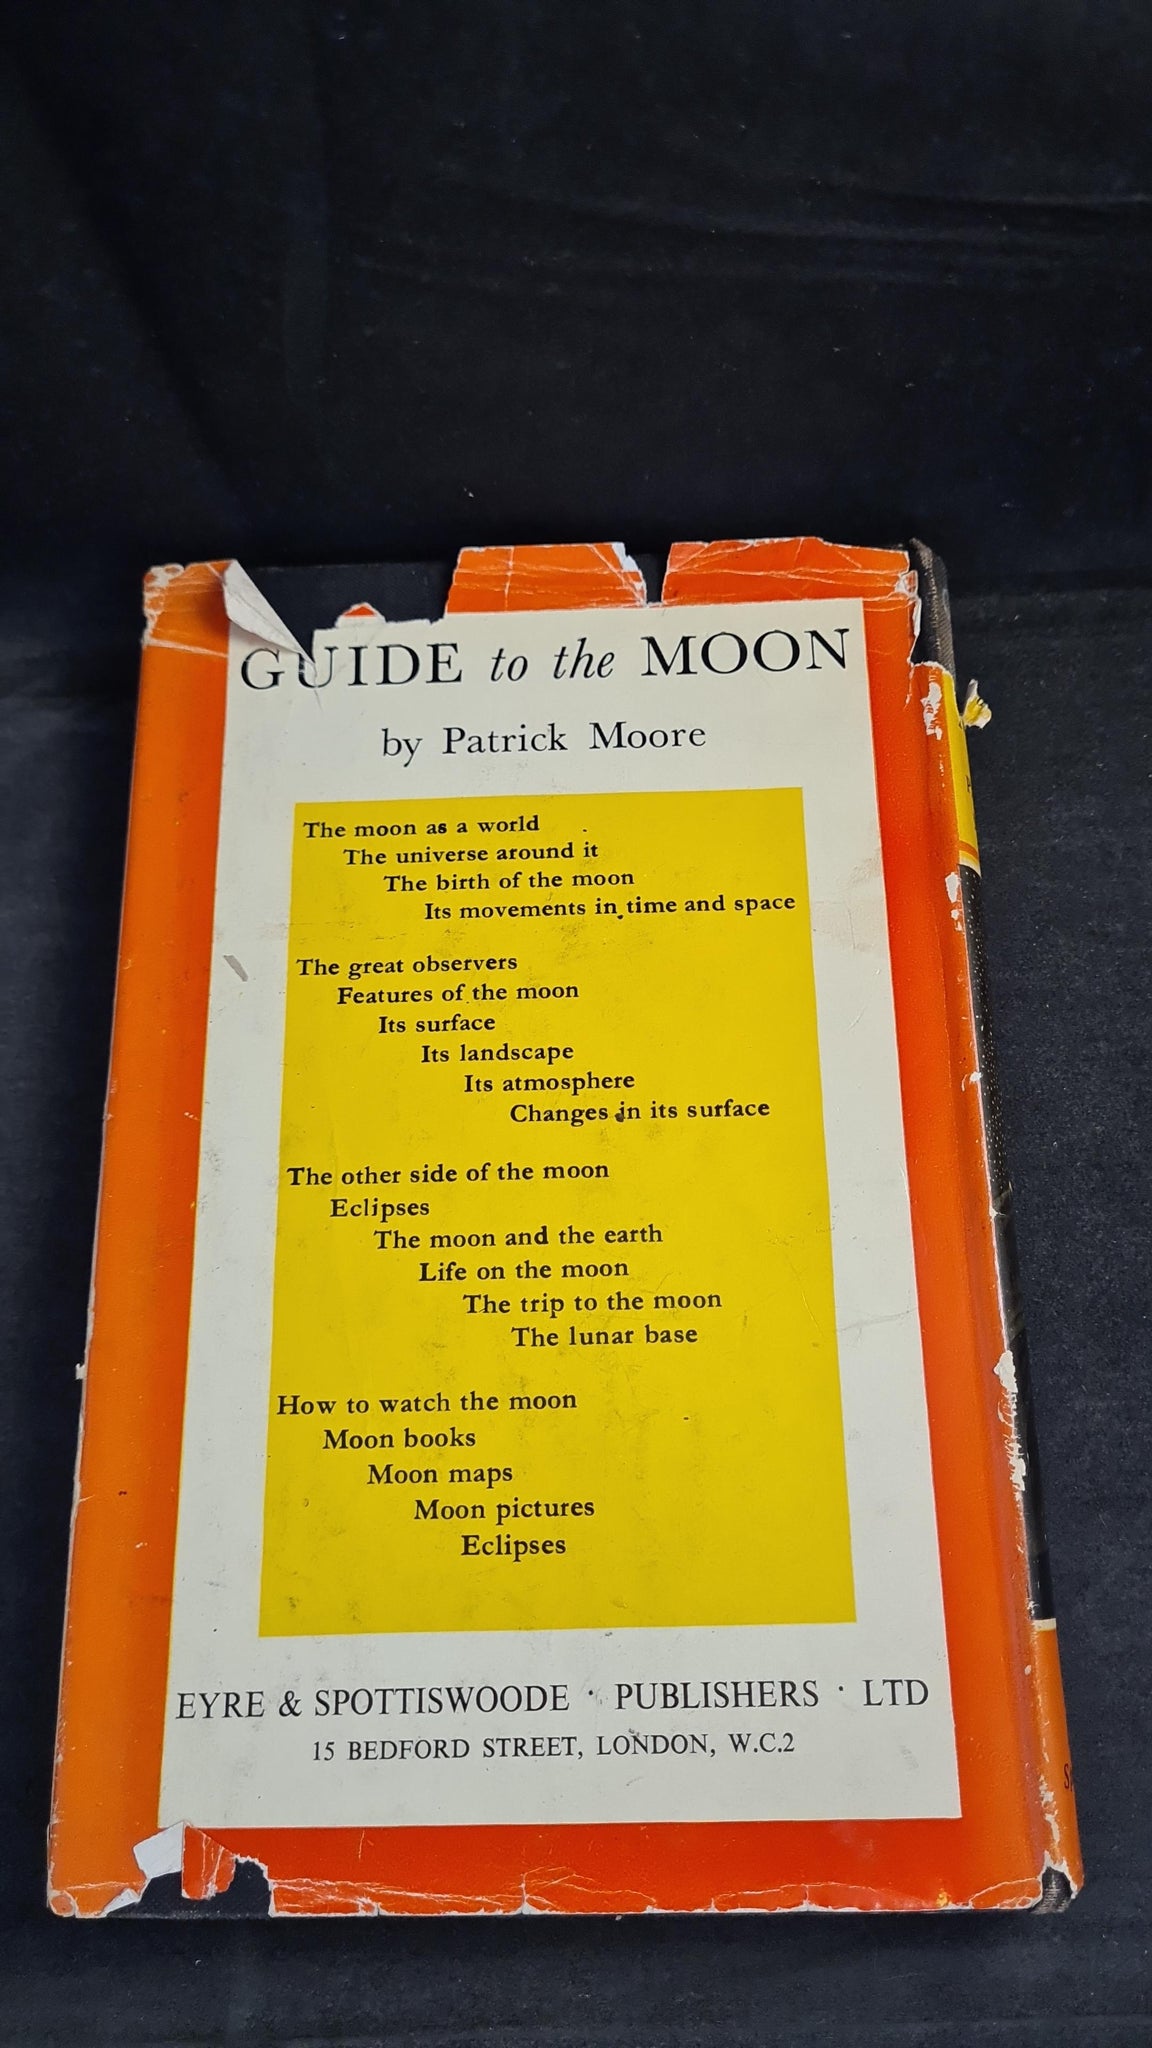 GUIDE to the MOON
by Patrick Moore
The moon as a world
The universe around it
The birth of the moon
Its movements in time and space
The great observers
Features of the moon
Its surface
Its landscape
Its atmosphere
Changes in its surface
The other side of the moon
Eclipses
The moon and the earth
Life on the moon
The trip to the moon
The lunar base
How to watch the moon
Moon books
Moon maps
Moon pictures
Eclipses
EYRE & SPOTTISWOODE · PUBLISHERS · LTD
15 BEDFORD STREET, LONDON, W.C.2